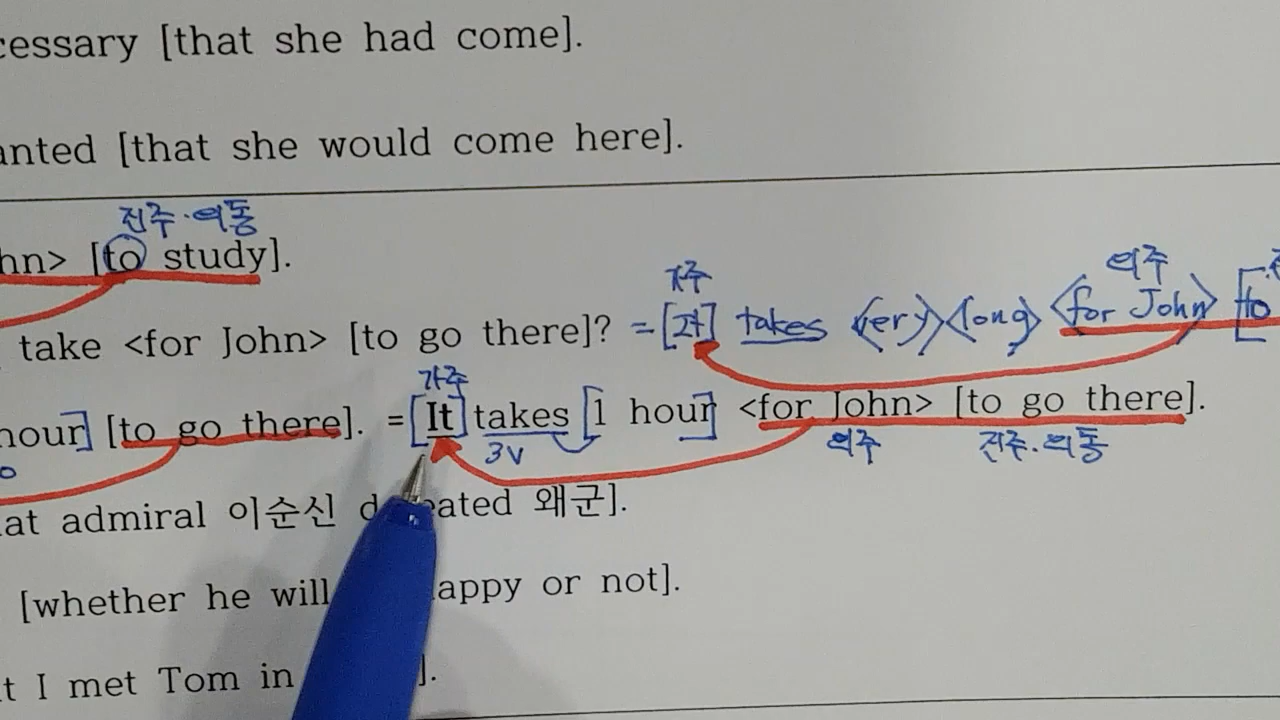 cessary [that she had come].
anted [that she would come here].
진주·의동
hn> [to study].
가주 의주
take <for John> [to go there]? = [It] takes <very> <long> <for John> [to
가주
hour] [to go there]. = [It] takes [1 hour] <for John> [to go there].
3V 의주 진주·의동
at admiral 이순신 d ated 왜군].
[whether he will appy or not].
t I met Tom in ].